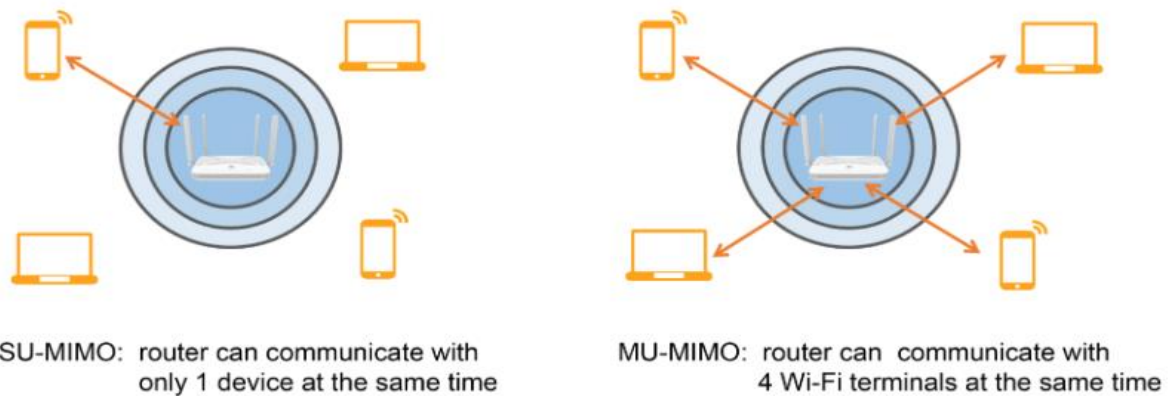 SU-MIMO: router can communicate with
only 1 device at the same time
MU-MIMO: router can communicate with
4 Wi-Fi terminals at the same time